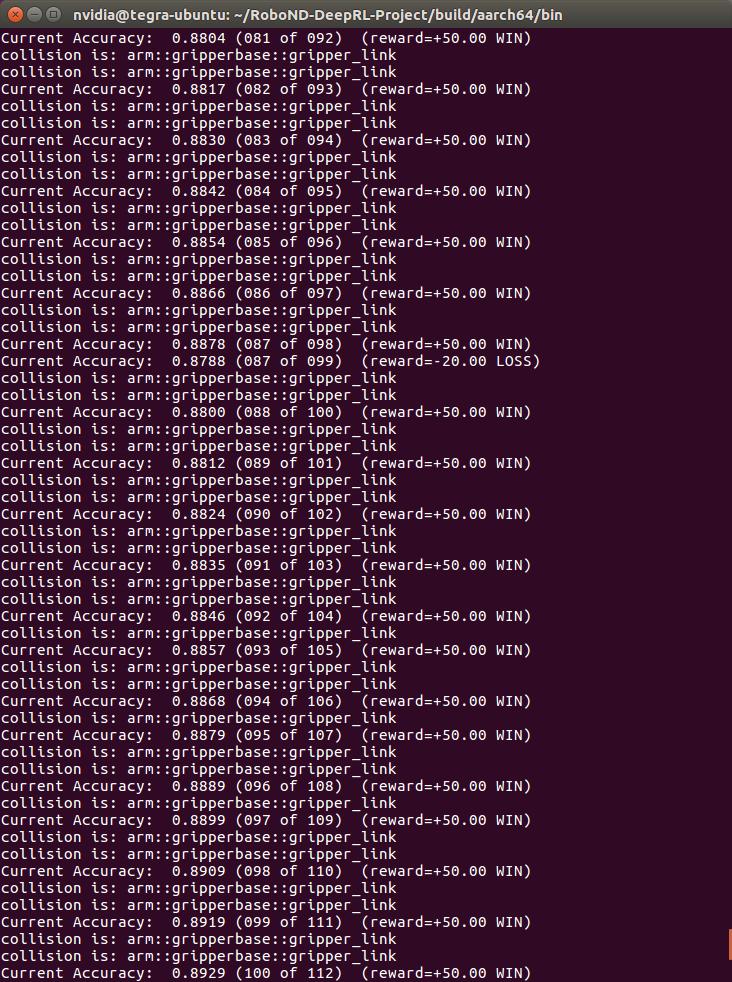 nvidia@tegra-ubuntu: ~/RoboND-DeepRL-Project/build/aarch64/bin
Current Accuracy:  0.8804 (081 of 092)  (reward=+50.00 WIN)
collision is: arm::gripperbase::gripper_link
collision is: arm::gripperbase::gripper_link
Current Accuracy:  0.8817 (082 of 093)  (reward=+50.00 WIN)
collision is: arm::gripperbase::gripper_link
collision is: arm::gripperbase::gripper_link
Current Accuracy:  0.8830 (083 of 094)  (reward=+50.00 WIN)
collision is: arm::gripperbase::gripper_link
collision is: arm::gripperbase::gripper_link
Current Accuracy:  0.8842 (084 of 095)  (reward=+50.00 WIN)
collision is: arm::gripperbase::gripper_link
collision is: arm::gripperbase::gripper_link
Current Accuracy:  0.8854 (085 of 096)  (reward=+50.00 WIN)
collision is: arm::gripperbase::gripper_link
collision is: arm::gripperbase::gripper_link
Current Accuracy:  0.8866 (086 of 097)  (reward=+50.00 WIN)
collision is: arm::gripperbase::gripper_link
collision is: arm::gripperbase::gripper_link
Current Accuracy:  0.8878 (087 of 098)  (reward=+50.00 WIN)
Current Accuracy:  0.8788 (087 of 099)  (reward=-20.00 LOSS)
collision is: arm::gripperbase::gripper_link
collision is: arm::gripperbase::gripper_link
Current Accuracy:  0.8800 (088 of 100)  (reward=+50.00 WIN)
collision is: arm::gripperbase::gripper_link
collision is: arm::gripperbase::gripper_link
Current Accuracy:  0.8812 (089 of 101)  (reward=+50.00 WIN)
collision is: arm::gripperbase::gripper_link
collision is: arm::gripperbase::gripper_link
Current Accuracy:  0.8824 (090 of 102)  (reward=+50.00 WIN)
collision is: arm::gripperbase::gripper_link
collision is: arm::gripperbase::gripper_link
Current Accuracy:  0.8835 (091 of 103)  (reward=+50.00 WIN)
collision is: arm::gripperbase::gripper_link
collision is: arm::gripperbase::gripper_link
Current Accuracy:  0.8846 (092 of 104)  (reward=+50.00 WIN)
collision is: arm::gripperbase::gripper_link
Current Accuracy:  0.8857 (093 of 105)  (reward=+50.00 WIN)
collision is: arm::gripperbase::gripper_link
collision is: arm::gripperbase::gripper_link
Current Accuracy:  0.8868 (094 of 106)  (reward=+50.00 WIN)
collision is: arm::gripperbase::gripper_link
Current Accuracy:  0.8879 (095 of 107)  (reward=+50.00 WIN)
collision is: arm::gripperbase::gripper_link
collision is: arm::gripperbase::gripper_link
Current Accuracy:  0.8889 (096 of 108)  (reward=+50.00 WIN)
collision is: arm::gripperbase::gripper_link
Current Accuracy:  0.8899 (097 of 109)  (reward=+50.00 WIN)
collision is: arm::gripperbase::gripper_link
collision is: arm::gripperbase::gripper_link
Current Accuracy:  0.8909 (098 of 110)  (reward=+50.00 WIN)
collision is: arm::gripperbase::gripper_link
collision is: arm::gripperbase::gripper_link
Current Accuracy:  0.8919 (099 of 111)  (reward=+50.00 WIN)
collision is: arm::gripperbase::gripper_link
collision is: arm::gripperbase::gripper_link
Current Accuracy:  0.8929 (100 of 112)  (reward=+50.00 WIN)